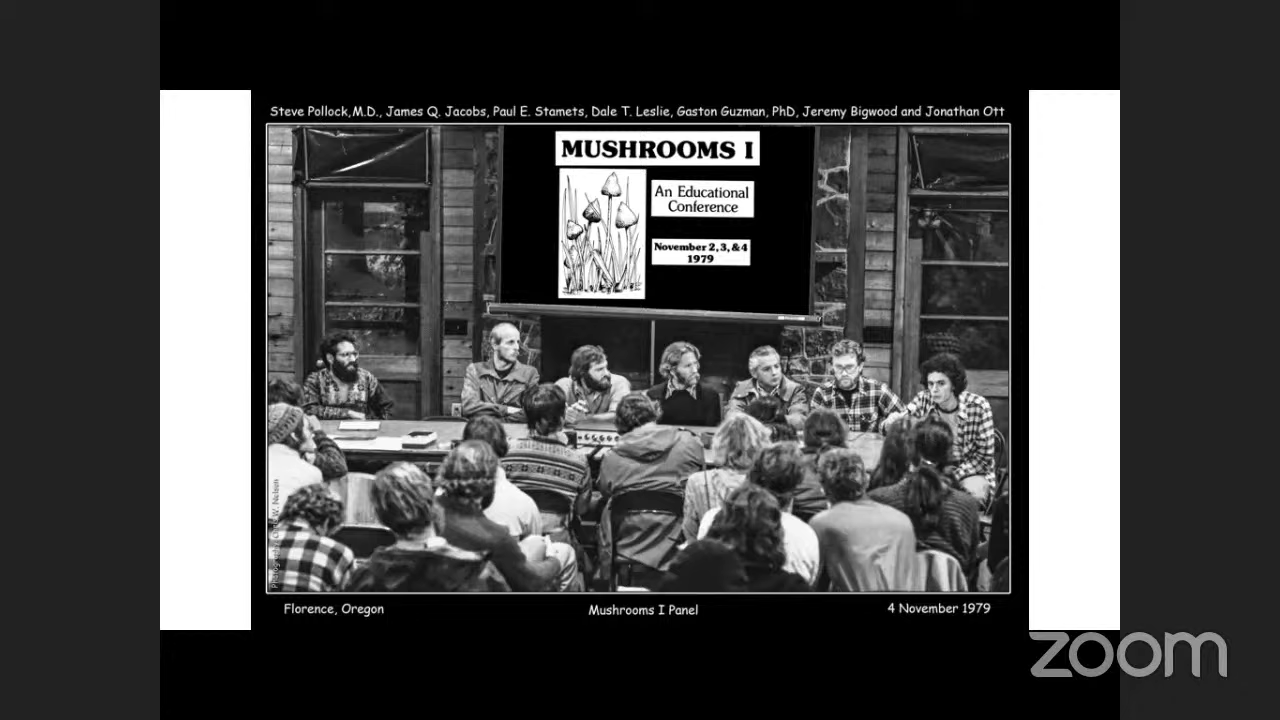 Steve Pollock, M.D., James Q. Jacobs, Paul E. Stamets, Dale T. Leslie, Gaston Guzman, PhD, Jeremy Bigwood and Jonathan Ott
MUSHROOMS I
An Educational
Conference
November 2, 3, & 4
1979
W. Nielsen
Florence, Oregon
Mushrooms I Panel
4 November 1979
zoom